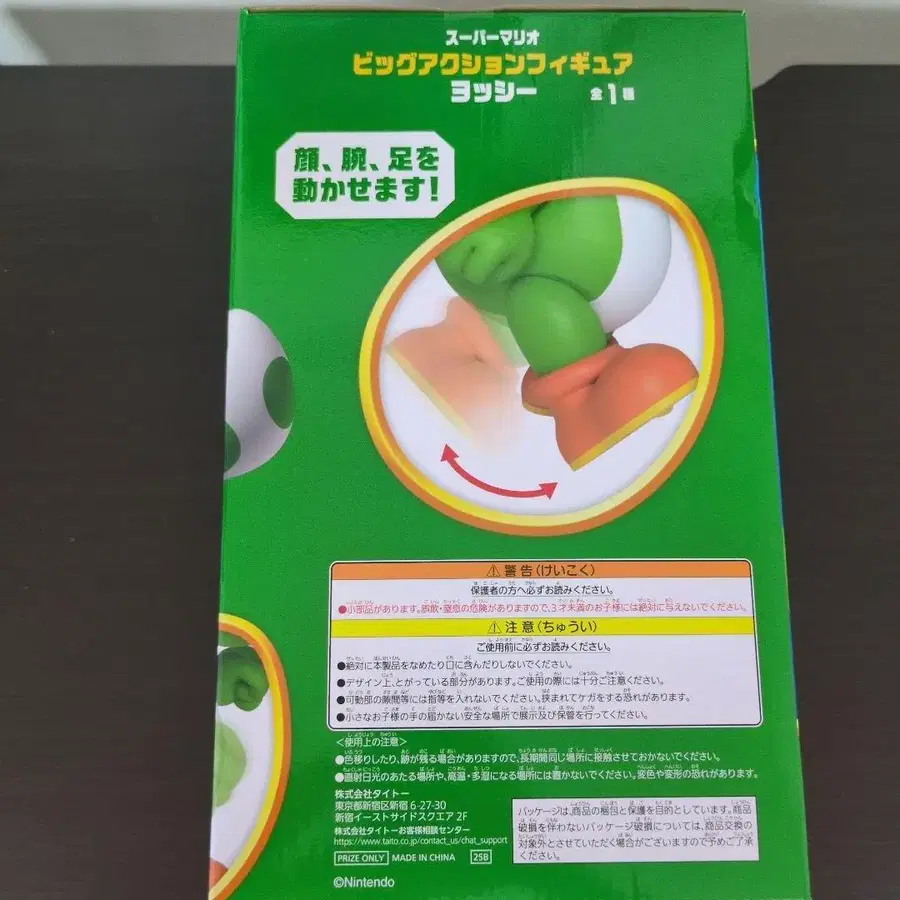 スーパーマリオ
ビッグアクションフィギュア
ヨッシー 全1種
顔、腕、足を
動かせます!
⚠警告(けいこく)
保護者の方へ必ずお読みください。
●小部品があります。誤飲・窒息の危険がありますので、3才未満のお子様には絶対に与えないでください。
⚠注意(ちゅうい)
ご使用前に必ずお読みください。
●絶対に本製品をなめたり口に含んだりしないでください。
●デザイン上、とがっている部分があります。ご使用の際には十分ご注意ください。
●可動部の隙間等には指等を入れないでください。挟まれてケガをする恐れがあります。
●小さなお子様の手の届かない安全な場所で展示及び保管を行ってください。
<使用上の注意>
●色移りしたり、跡が残る場合がありますので、長期間同じ場所に接触させておかないでください。
●直射日光のあたる場所や、高温・多湿になる場所には置かないでください。変色や変形の恐れがあります。
株式会社タイトー
東京都新宿区新宿 6-27-30
新宿イーストサイドスクエア 2F
株式会社タイトーお客様相談センター
https://www.taito.co.jp/contact_us/chat_support
PRIZE ONLY MADE IN CHINA 25B
©Nintendo
パッケージは、商品の梱包と保護を目的としています。商品
破損を伴わないパッケージ破損については、商品交換の
対象外とさせていただく場合がございますので予めご了承
ください。